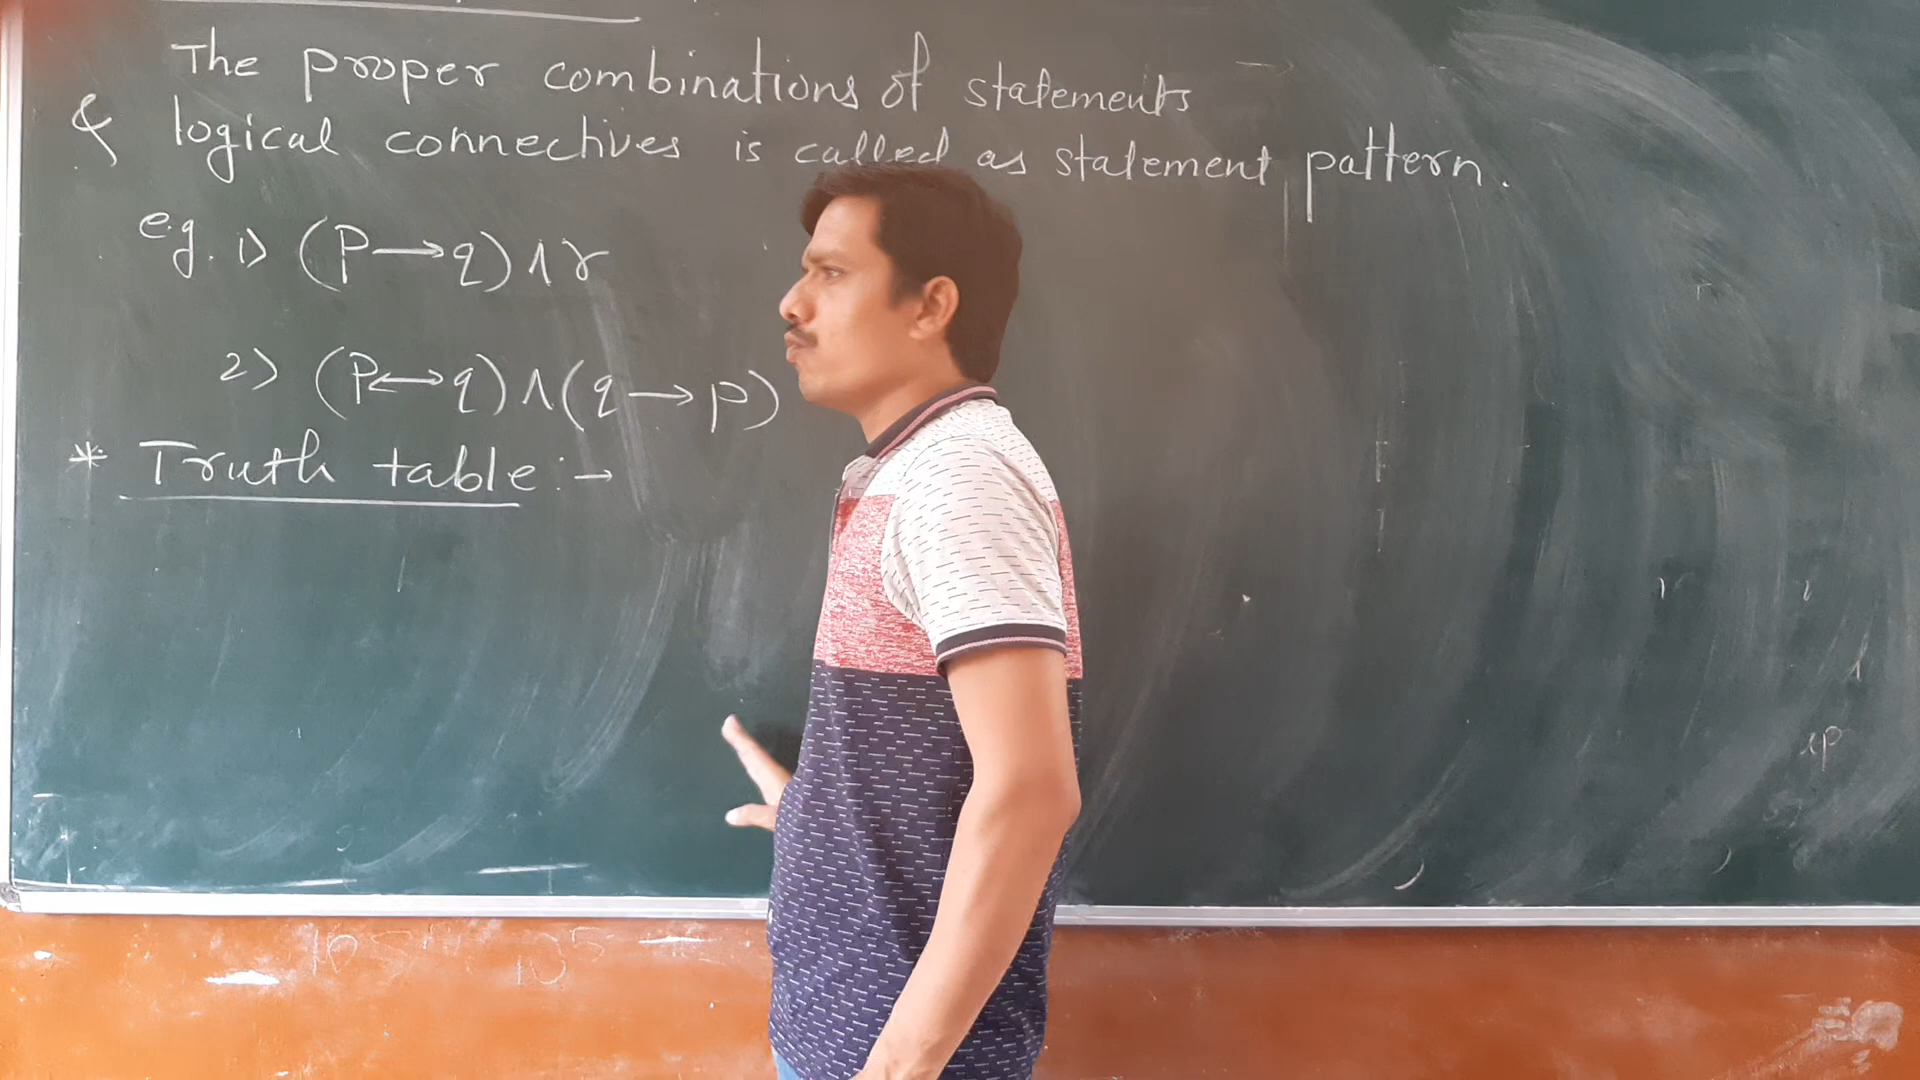 The proper combinations of statements
& logical connectives is called as statement pattern.
e.g. 1) (p→q)∧r
2) (p↔q)∧(q→p)
* Truth table:-